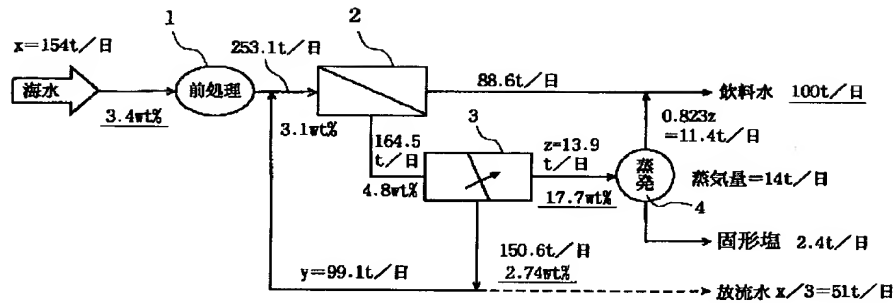 x=154t/日
海水
3.4wt%
1
前処理
253.1t/日
3.1wt%
2
88.6t/日
飲料水 100t/日
164.5
t/日
4.8wt%
3
z=13.9
t/日
17.7wt%
0.823z
=11.4t/日
蒸発
4
蒸気量=14t/日
固形塩 2.4t/日
150.6t/日
2.74wt%
y=99.1t/日
放流水 x/3=51t/日